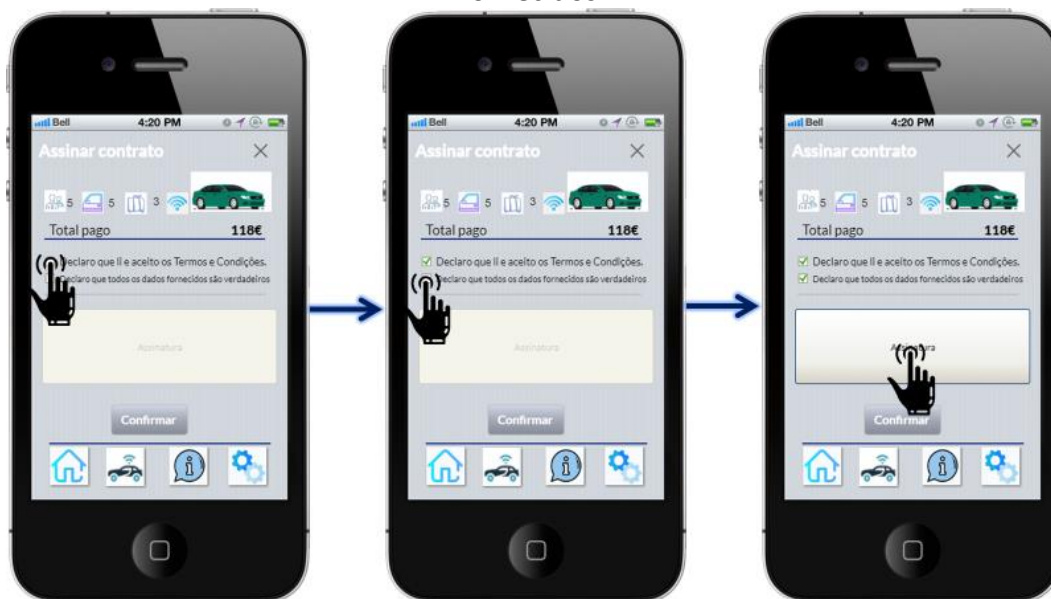 Bell 4:20 PM
Assinar contrato
5 5 3
Total pago 118€
Declaro que li e aceito os Termos e Condições.
Declaro que todos os dados fornecidos são verdadeiros
Assinatura
Confirmar
Bell 4:20 PM
Assinar contrato
5 5 3
Total pago 118€
Declaro que li e aceito os Termos e Condições.
Declaro que todos os dados fornecidos são verdadeiros
Assinatura
Confirmar
Bell 4:20 PM
Assinar contrato
5 5 3
Total pago 118€
Declaro que li e aceito os Termos e Condições.
Declaro que todos os dados fornecidos são verdadeiros
Assinatura
Confirmar